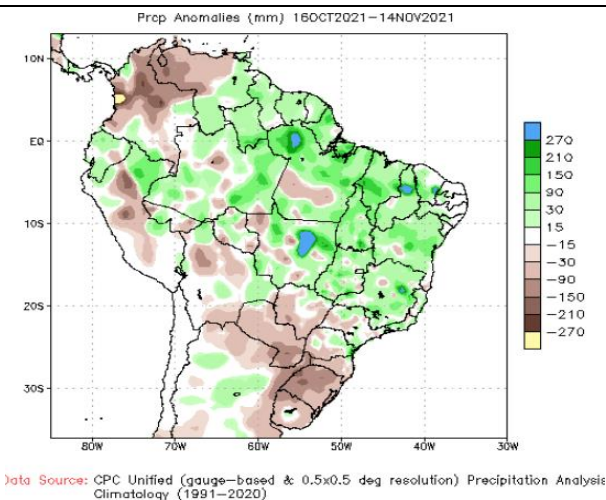 Prcp Anomalies (mm) 16OCT2021-14NOV2021
10N
EQ
10S
20S
30S
80W 70W 60W 50W 40W 30W
270
210
150
90
30
15
-15
-30
-90
-150
-210
-270
Data Source: CPC Unified (gauge-based & 0.5x0.5 deg resolution) Precipitation Analysis
Climatology (1991-2020)